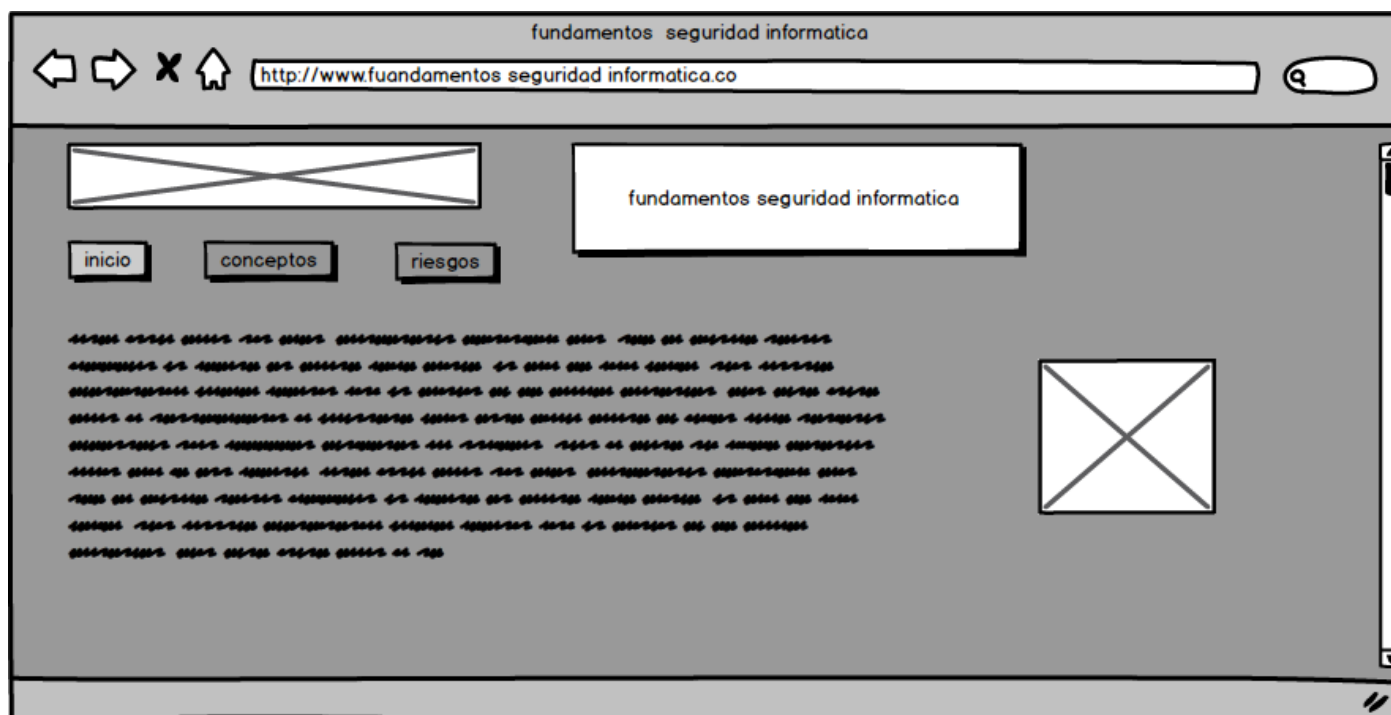 fundamentos seguridad informatica
http://www.fuandamentos seguridad informatica.co
fundamentos seguridad informatica
inicio
conceptos
riesgos